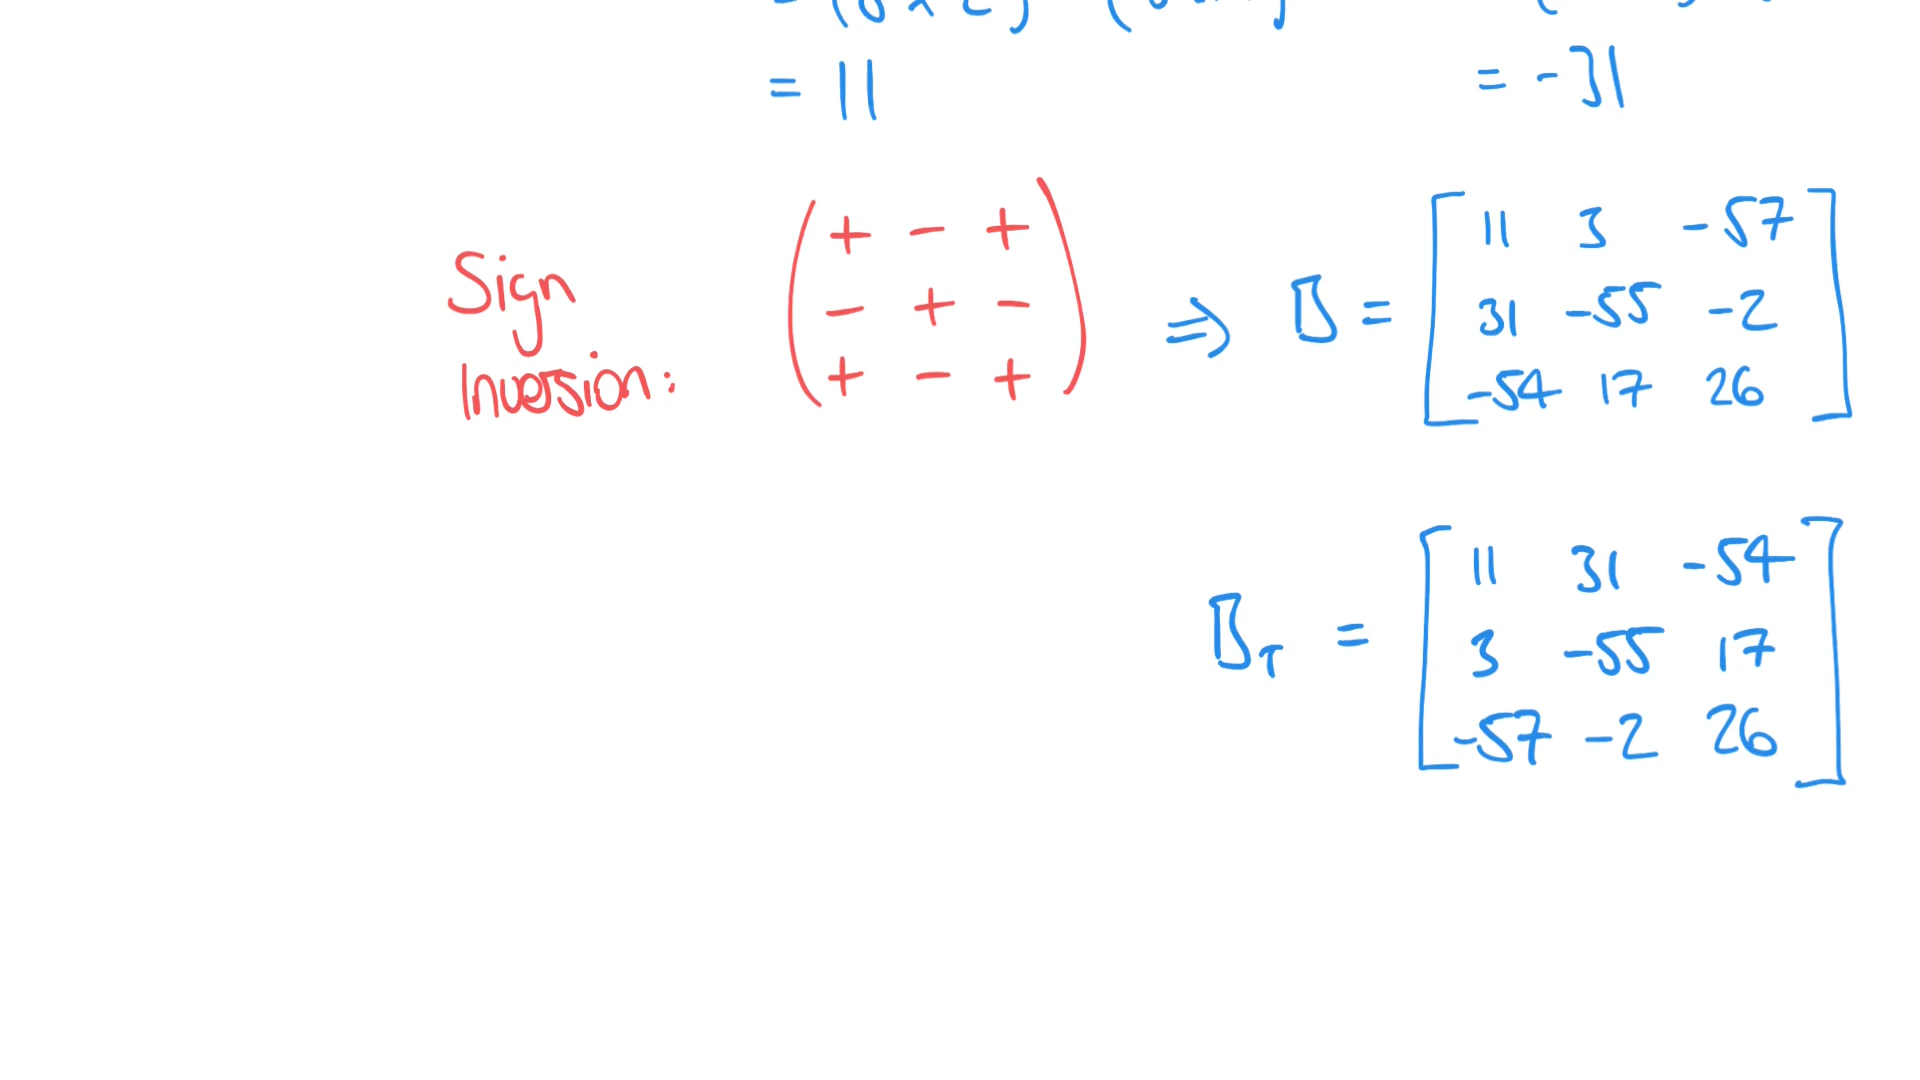 = 11
= -31
Sign
Inversion:
+ - +
- + -
+ - +
⇒ B =
11 3 -57
31 -55 -2
-54 17 26
B_T =
11 31 -54
3 -55 17
-57 -2 26